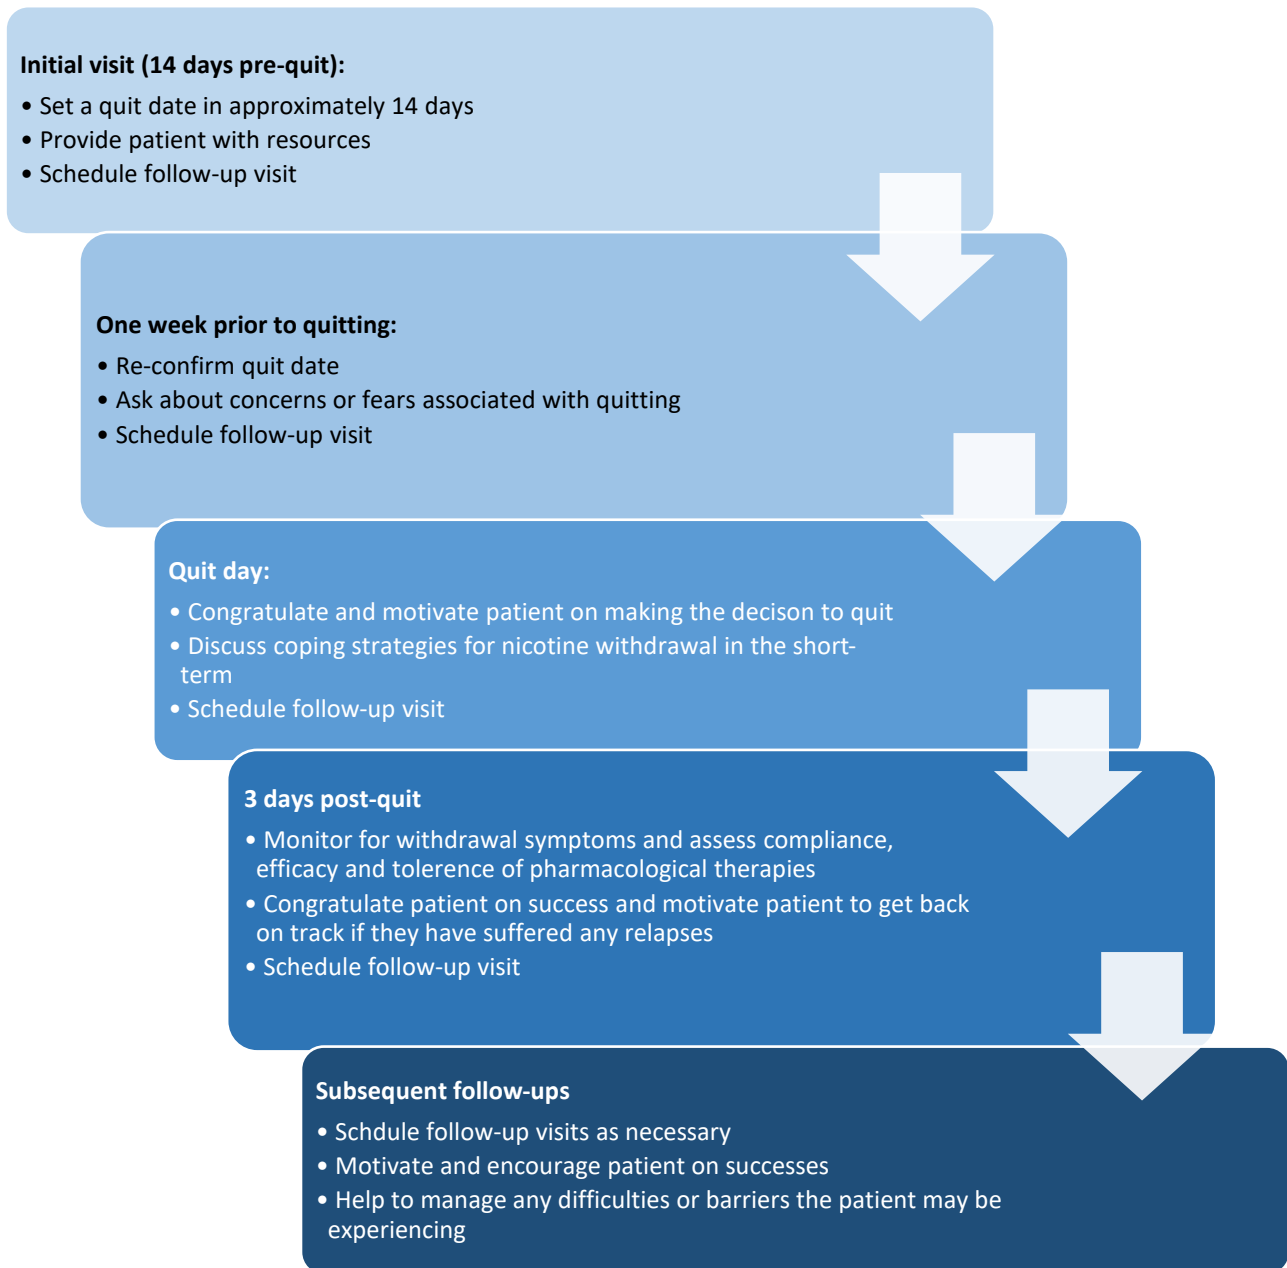 Initial visit (14 days pre-quit):
• Set a quit date in approximately 14 days
• Provide patient with resources
• Schedule follow-up visit
One week prior to quitting:
• Re-confirm quit date
• Ask about concerns or fears associated with quitting
• Schedule follow-up visit
Quit day:
• Congratulate and motivate patient on making the decison to quit
• Discuss coping strategies for nicotine withdrawal in the short-
term
• Schedule follow-up visit
3 days post-quit
• Monitor for withdrawal symptoms and assess compliance,
efficacy and tolerence of pharmacological therapies
• Congratulate patient on success and motivate patient to get back
on track if they have suffered any relapses
• Schedule follow-up visit
Subsequent follow-ups
• Schdule follow-up visits as necessary
• Motivate and encourage patient on successes
• Help to manage any difficulties or barriers the patient may be
experiencing